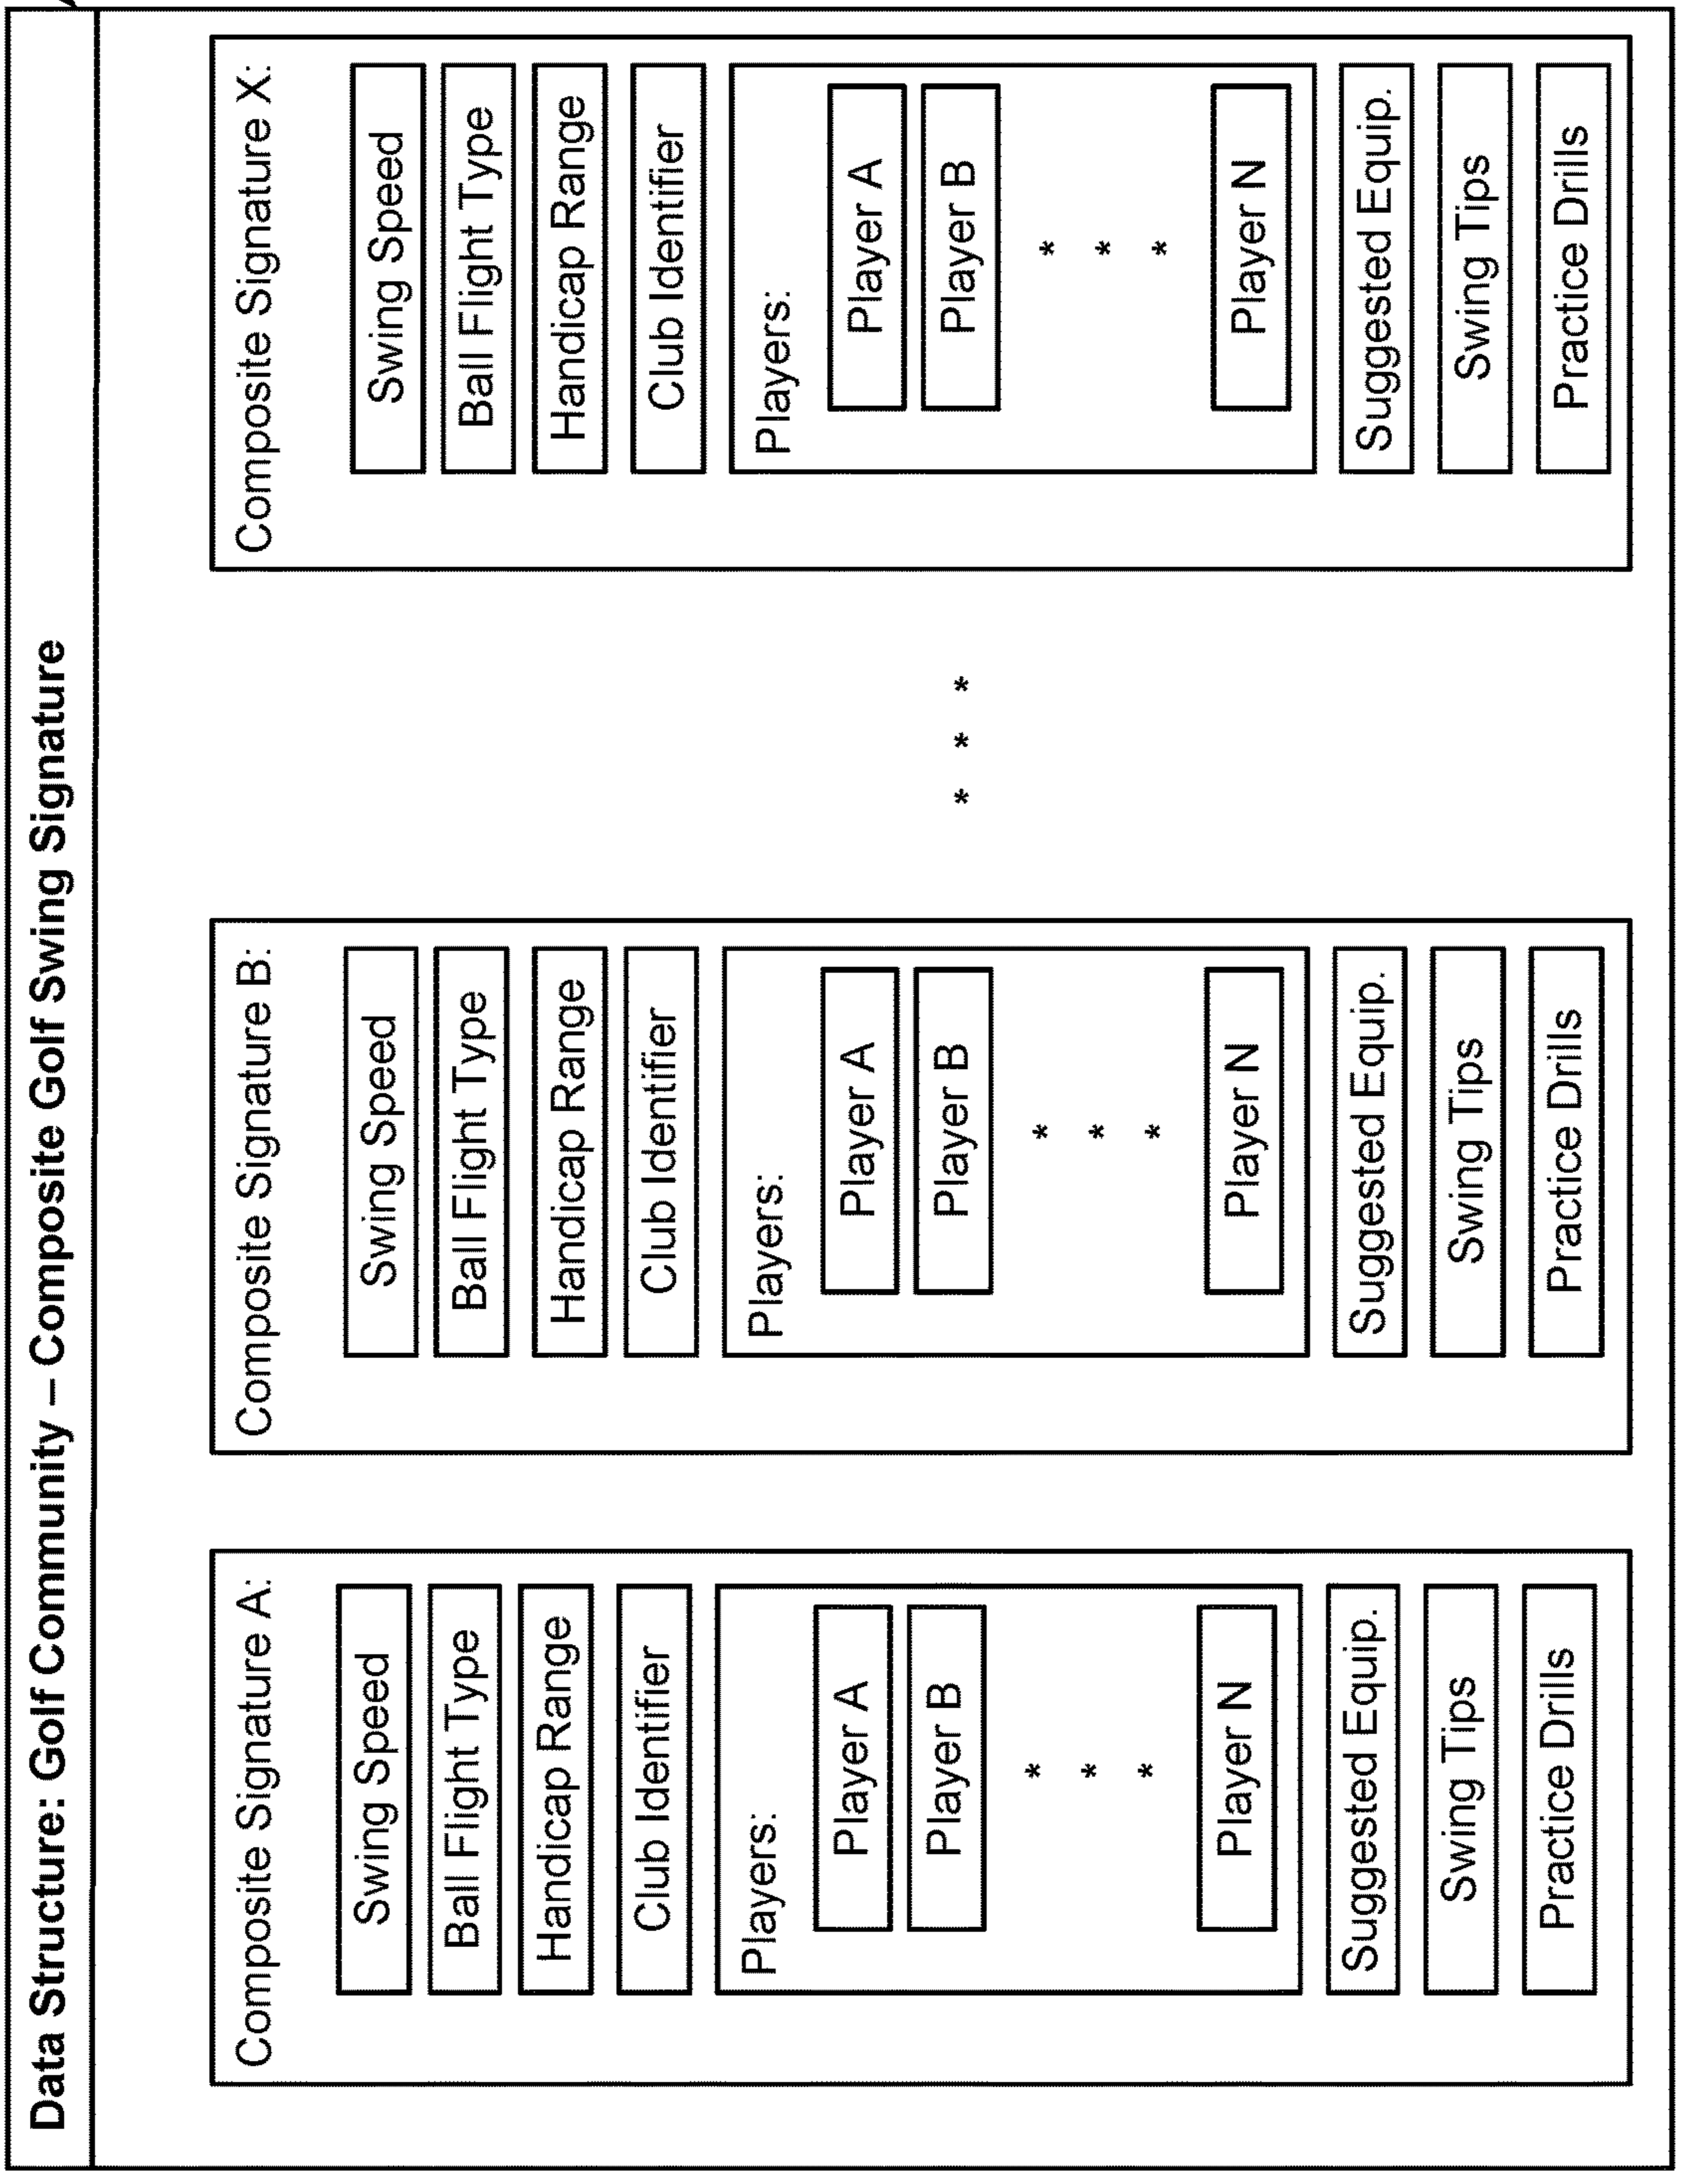 Data Structure: Golf Community – Composite Golf Swing Signature
Composite Signature A:
Swing Speed
Ball Flight Type
Handicap Range
Club Identifier
Players:
Player A
Player B
*
*
*
Player N
Suggested Equip.
Swing Tips
Practice Drills
Composite Signature B:
Swing Speed
Ball Flight Type
Handicap Range
Club Identifier
Players:
Player A
Player B
*
*
*
Player N
Suggested Equip.
Swing Tips
Practice Drills
* * *
Composite Signature X:
Swing Speed
Ball Flight Type
Handicap Range
Club Identifier
Players:
Player A
Player B
*
*
*
Player N
Suggested Equip.
Swing Tips
Practice Drills